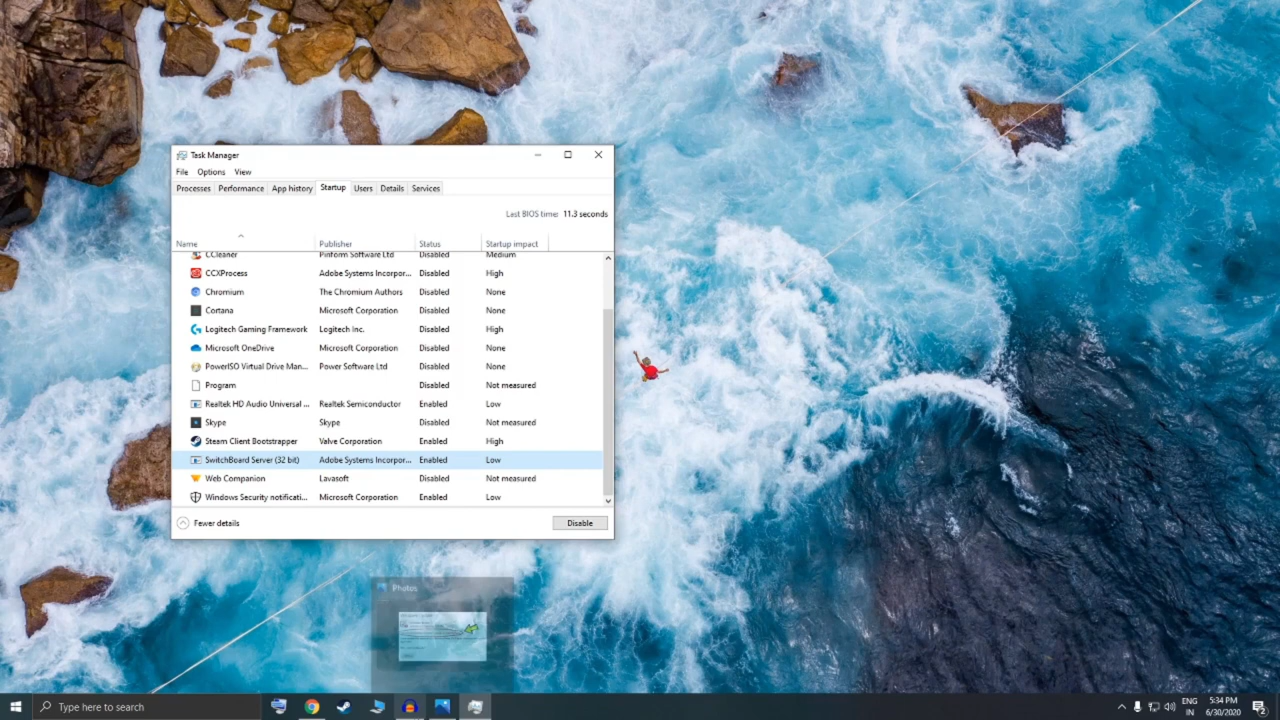 Task Manager
File Options View
Processes Performance App history Startup Users Details Services
Last BIOS time: 11.3 seconds
Name Publisher Status Startup impact
CCleaner Piriform Software Ltd Disabled Medium
CCXProcess Adobe Systems Incorpor... Disabled High
Chromium The Chromium Authors Disabled None
Cortana Microsoft Corporation Disabled None
Logitech Gaming Framework Logitech Inc. Disabled High
Microsoft OneDrive Microsoft Corporation Disabled None
PowerISO Virtual Drive Man... Power Software Ltd Disabled None
Program Disabled Not measured
Realtek HD Audio Universal ... Realtek Semiconductor Enabled Low
Skype Skype Disabled Not measured
Steam Client Bootstrapper Valve Corporation Enabled High
SwitchBoard Server (32 bit) Adobe Systems Incorpor... Enabled Low
Web Companion Lavasoft Disabled Not measured
Windows Security notificati... Microsoft Corporation Enabled Low
Fewer details Disable
Photos
Type here to search
ENG
IN
5:34 PM
6/30/2020
2